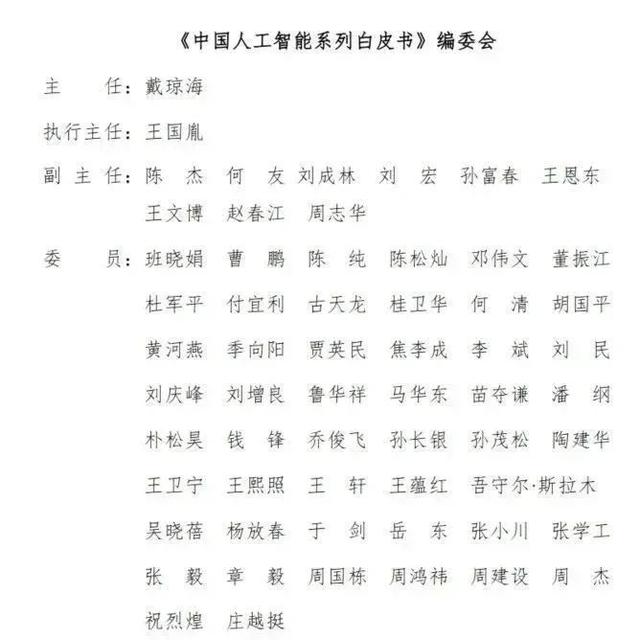 《中国人工智能系列白皮书》编委会
主 任：戴琼海
执行主任：王国胤
副 主 任：陈 杰 何 友 刘成林 刘 宏 孙富春 王恩东
王文博 赵春江 周志华
委 员：班晓娟 曹 鹏 陈 纯 陈松灿 邓伟文 董振江
杜军平 付宜利 古天龙 桂卫华 何 清 胡国平
黄河燕 季向阳 贾英民 焦李成 李 斌 刘 民
刘庆峰 刘增良 鲁华祥 马华东 苗夺谦 潘 纲
朴松昊 钱 锋 乔俊飞 孙长银 孙茂松 陶建华
王卫宁 王熙照 王 轩 王蕴红 吾守尔·斯拉木
吴晓蓓 杨放春 于 剑 岳 东 张小川 张学工
张 毅 章 毅 周国栋 周鸿祎 周建设 周 杰
祝烈煌 庄越挺